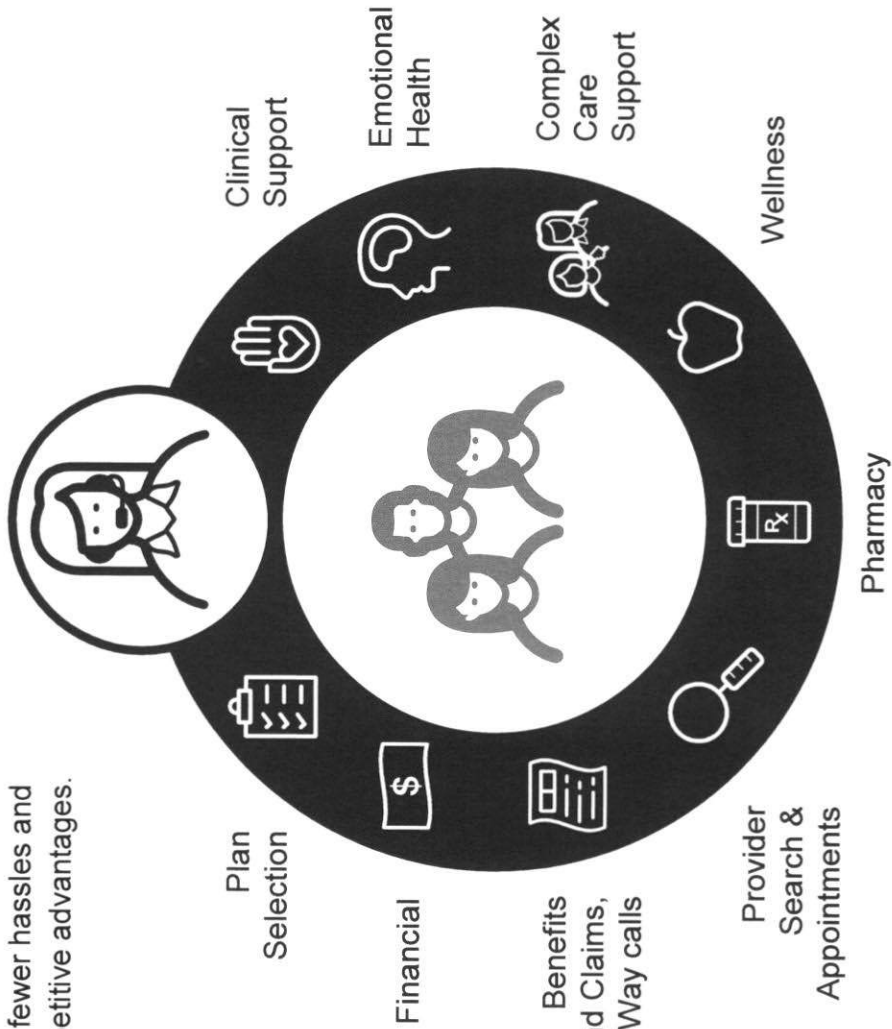 fewer hassles and
etitive advantages.
Plan
Selection
Financial
$
Benefits
d Claims,
Way calls
Provider
Search &
Appointments
Pharmacy
Rx
Wellness
Complex
Care
Support
Emotional
Health
Clinical
Support